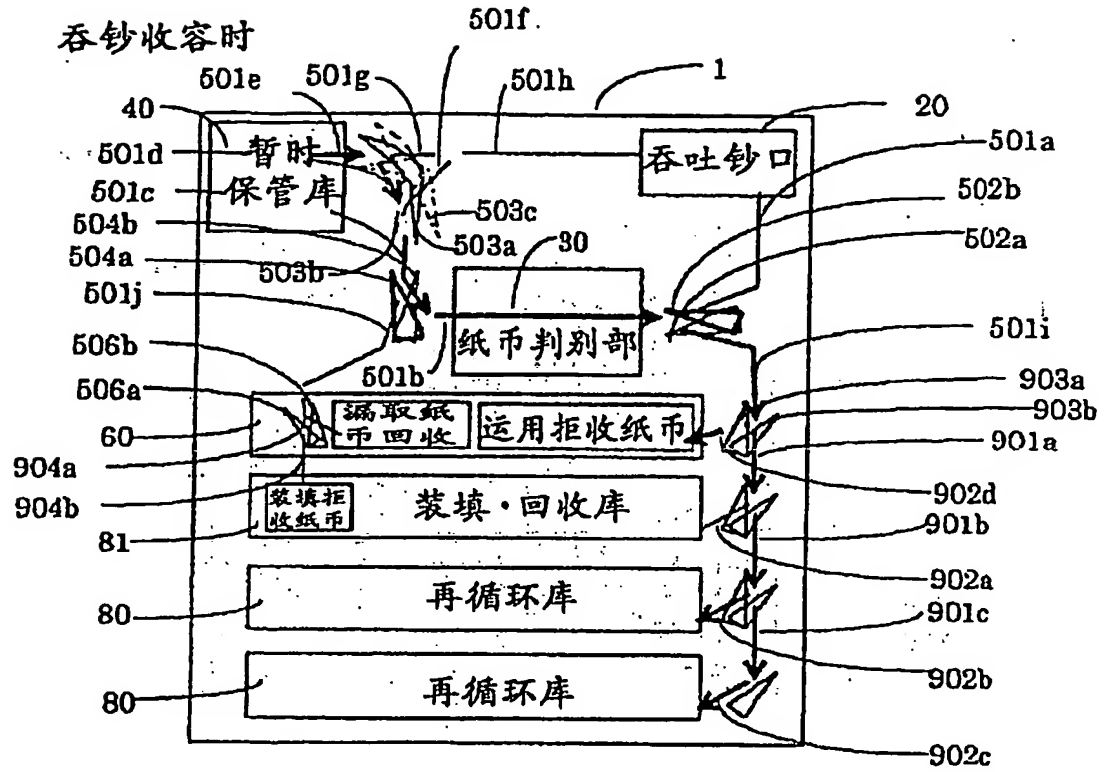 吞钞收容时
501f
501e
501g
501h
1
40
20
501d
暂时
保管库
吞吐钞口
501a
501c
502b
504b
503c
502a
504a
503b
503a
30
501j
纸币判别部
501i
506b
501b
903a
506a
漏取纸
币回收
运用拒收纸币
903b
60
901a
904a
902d
904b
装填拒
收纸币
装填·回收库
901b
81
902a
80
再循环库
901c
902b
80
再循环库
902c